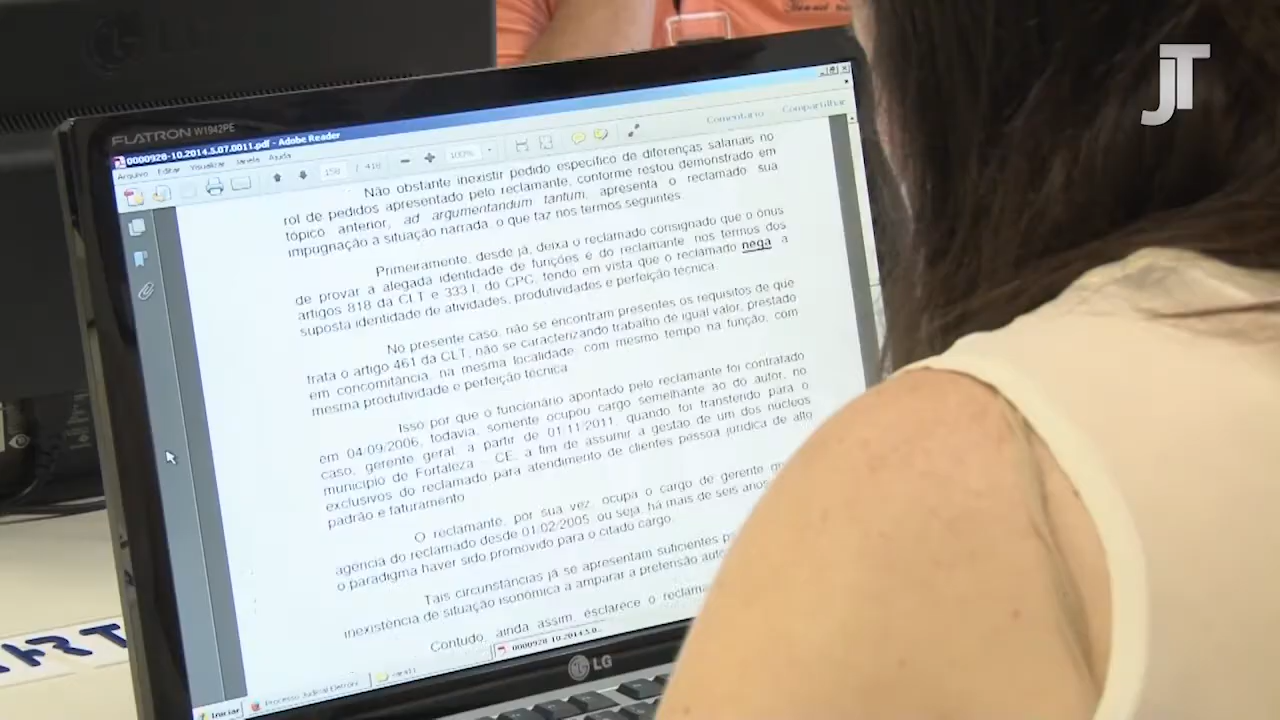 JT
LG
FLATRON W1942PE
0000928-10.2014.5.07.0011.pdf - Adobe Reader
Arquivo Editar Visualizar Janela Ajuda
158 / 418 100% Comentário Compartilhar
Não obstante inexistir pedido específico de diferenças salariais no
rol de pedidos apresentado pelo reclamante, conforme restou demonstrado em
tópico anterior, ad argumentandum tantum, apresenta o reclamado sua
impugnação à situação narrada, o que faz nos termos seguintes.
Primeiramente, desde já, deixa o reclamado consignado que o ônus
de provar a alegada identidade de funções é do reclamante, nos termos dos
artigos 818 da CLT e 333 I, do CPC, tendo em vista que o reclamado nega a
suposta identidade de atividades, produtividades e perfeição técnica.
No presente caso, não se encontram presentes os requisitos de que
trata o artigo 461 da CLT, não se caracterizando trabalho de igual valor, prestado
em concomitância, na mesma localidade, com mesmo tempo na função, com
mesma produtividade e perfeição técnica.
Isso por que o funcionário apontado pelo reclamante foi contratado
em 04/09/2006, todavia, somente ocupou cargo semelhante ao do autor, no
caso, gerente geral, a partir de 01/11/2011, quando foi transferido para o
município de Fortaleza CE, a fim de assumir a gestão de um dos núcleos
exclusivos do reclamado para atendimento de clientes pessoa jurídica de alto
padrão e faturamento.
O reclamante, por sua vez, ocupa o cargo de gerente
agência do reclamado desde 01/02/2005, ou seja, há mais de seis anos
o paradigma haver sido promovido para o citado cargo.
Tais circunstâncias já se apresentam suficientes
inexistência de situação isonômica a amparar a pretensão
Contudo, ainda assim, esclarece o
Iniciar Processo Judicial Eletrôni 0000928-10.2014.5.0...
LG